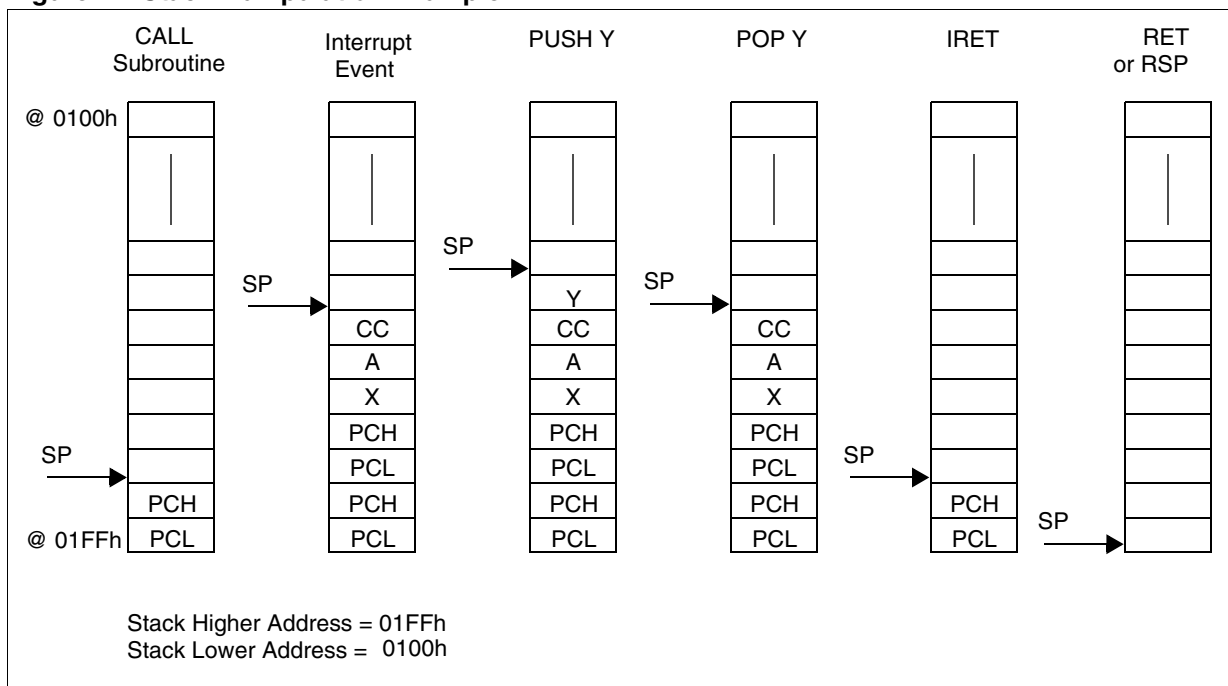 CALL
Subroutine
Interrupt
Event
PUSH Y
POP Y
IRET
RET
or RSP
@ 0100h
SP
SP
SP
SP
SP
SP
@ 01FFh
PCH
PCL
CC
A
X
PCH
PCL
PCH
PCL
Y
CC
A
X
PCH
PCL
PCH
PCL
CC
A
X
PCH
PCL
PCH
PCL
PCH
PCL
Stack Higher Address = 01FFh
Stack Lower Address = 0100h